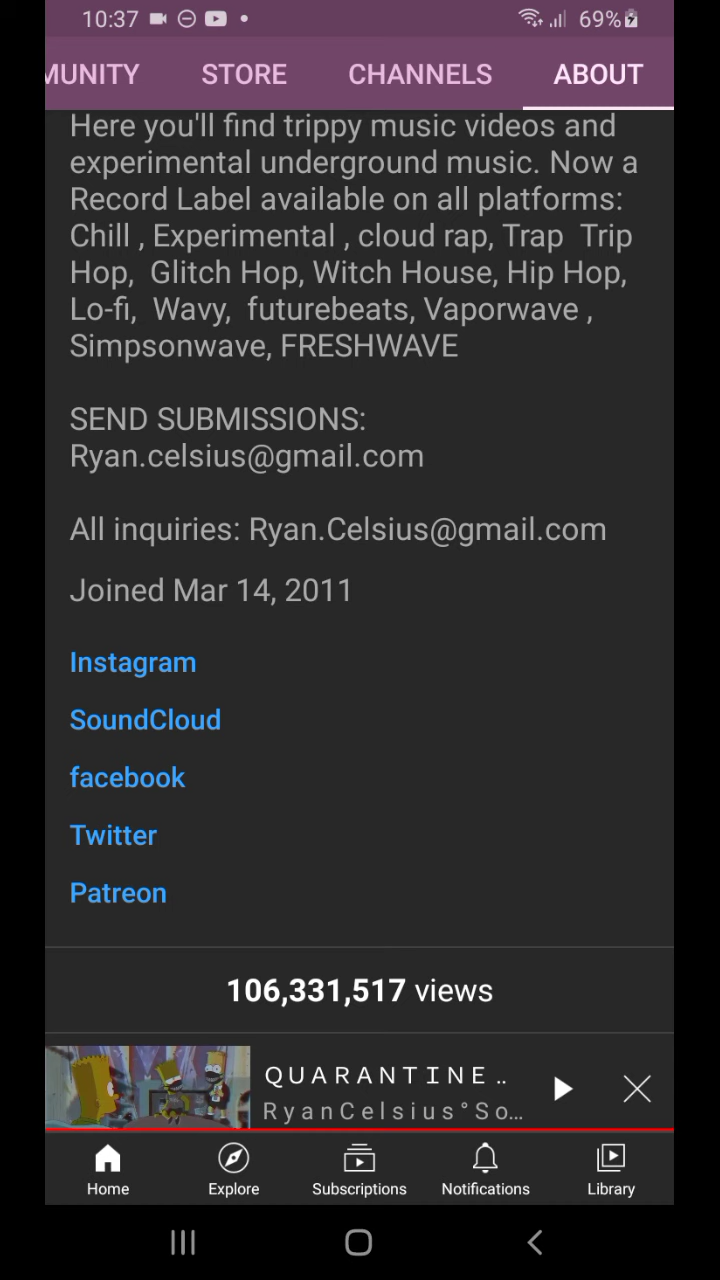 10:37
69%
MUNITY STORE CHANNELS ABOUT
Here you'll find trippy music videos and
experimental underground music. Now a
Record Label available on all platforms:
Chill , Experimental , cloud rap, Trap  Trip
Hop,  Glitch Hop, Witch House, Hip Hop,
Lo-fi,  Wavy,  futurebeats, Vaporwave ,
Simpsonwave, FRESHWAVE
SEND SUBMISSIONS:
Ryan.celsius@gmail.com
All inquiries: Ryan.Celsius@gmail.com
Joined Mar 14, 2011
Instagram
SoundCloud
facebook
Twitter
Patreon
106,331,517 views
Q U A R A N T I N E ..
R y a n C e l s i u s ° S o...
Home Explore Subscriptions Notifications Library